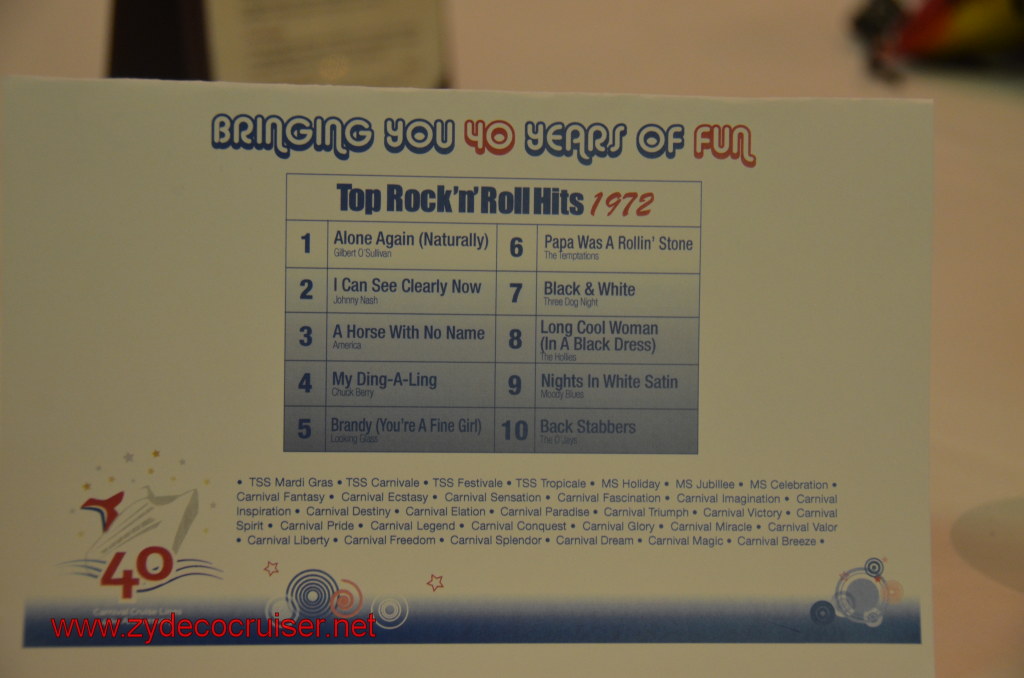 BRINGING YOU 40 YEARS OF FUN
Top Rock'n'Roll Hits 1972
1 Alone Again (Naturally)
Gilbert O'Sullivan
2 I Can See Clearly Now
Johnny Nash
3 A Horse With No Name
America
4 My Ding-A-Ling
Chuck Berry
5 Brandy (You're A Fine Girl)
Looking Glass
6 Papa Was A Rollin' Stone
The Temptations
7 Black & White
Three Dog Night
8 Long Cool Woman
(In A Black Dress)
The Hollies
9 Nights In White Satin
Moody Blues
10 Back Stabbers
The O'Jays
• TSS Mardi Gras • TSS Carnivale • TSS Festivale • TSS Tropicale • MS Holiday • MS Jubillee • MS Celebration •
Carnival Fantasy • Carnival Ecstasy • Carnival Sensation • Carnival Fascination • Carnival Imagination • Carnival
Inspiration • Carnival Destiny • Carnival Elation • Carnival Paradise • Carnival Triumph • Carnival Victory • Carnival
Spirit • Carnival Pride • Carnival Legend • Carnival Conquest • Carnival Glory • Carnival Miracle • Carnival Valor
• Carnival Liberty • Carnival Freedom • Carnival Splendor • Carnival Dream • Carnival Magic • Carnival Breeze •
40
Carnival Cruise Lines
www.zydecocruiser.net